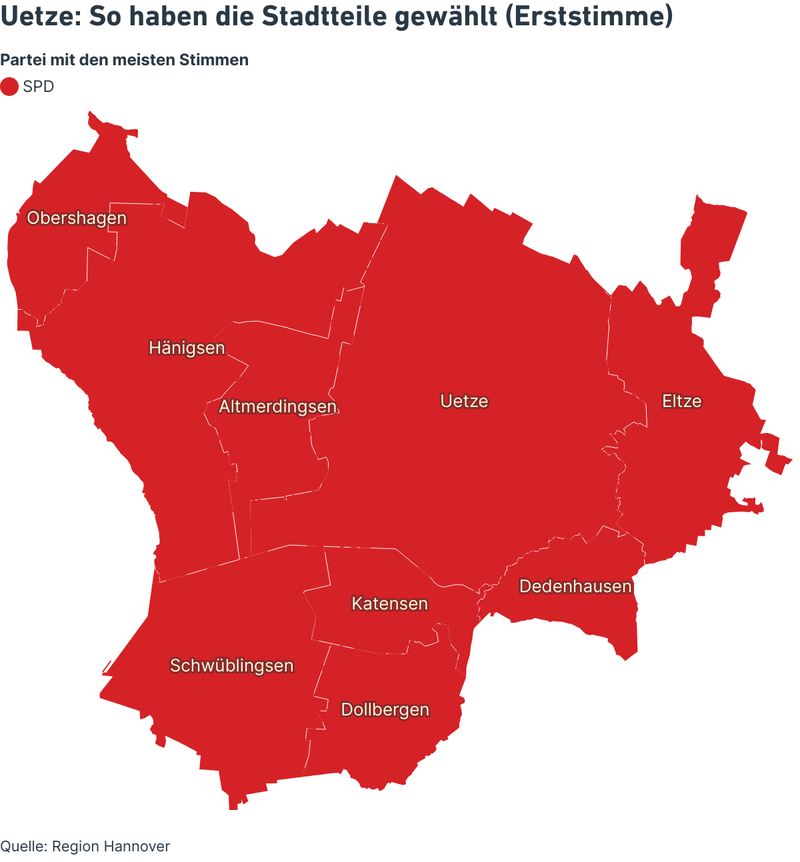 Uetze: So haben die Stadtteile gewählt (Erststimme)
Partei mit den meisten Stimmen
SPD
Obershagen
Hänigsen
Altmerdingsen
Uetze
Eltze
Dedenhausen
Katensen
Schwüblingsen
Dollbergen
Quelle: Region Hannover